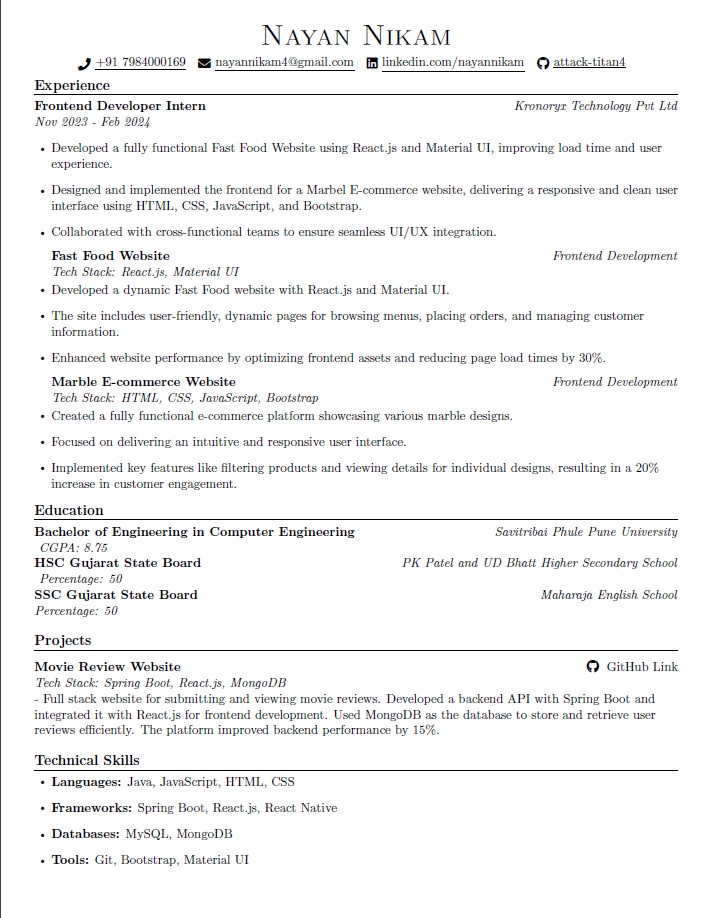 Nayan Nikam
+91 7984000169 nayannikam4@gmail.com linkedin.com/nayannikam attack-titan4
Experience
Frontend Developer Intern Kronoryx Technology Pvt Ltd
Nov 2023 - Feb 2024
• Developed a fully functional Fast Food Website using React.js and Material UI, improving load time and user
experience.
• Designed and implemented the frontend for a Marbel E-commerce website, delivering a responsive and clean user
interface using HTML, CSS, JavaScript, and Bootstrap.
• Collaborated with cross-functional teams to ensure seamless UI/UX integration.
Fast Food Website Frontend Development
Tech Stack: React.js, Material UI
• Developed a dynamic Fast Food website with React.js and Material UI.
• The site includes user-friendly, dynamic pages for browsing menus, placing orders, and managing customer
information.
• Enhanced website performance by optimizing frontend assets and reducing page load times by 30%.
Marble E-commerce Website Frontend Development
Tech Stack: HTML, CSS, JavaScript, Bootstrap
• Created a fully functional e-commerce platform showcasing various marble designs.
• Focused on delivering an intuitive and responsive user interface.
• Implemented key features like filtering products and viewing details for individual designs, resulting in a 20%
increase in customer engagement.
Education
Bachelor of Engineering in Computer Engineering Savitribai Phule Pune University
CGPA: 8.75
HSC Gujarat State Board PK Patel and UD Bhatt Higher Secondary School
Percentage: 50
SSC Gujarat State Board Maharaja English School
Percentage: 50
Projects
Movie Review Website GitHub Link
Tech Stack: Spring Boot, React.js, MongoDB
- Full stack website for submitting and viewing movie reviews. Developed a backend API with Spring Boot and
integrated it with React.js for frontend development. Used MongoDB as the database to store and retrieve user
reviews efficiently. The platform improved backend performance by 15%.
Technical Skills
• Languages: Java, JavaScript, HTML, CSS
• Frameworks: Spring Boot, React.js, React Native
• Databases: MySQL, MongoDB
• Tools: Git, Bootstrap, Material UI